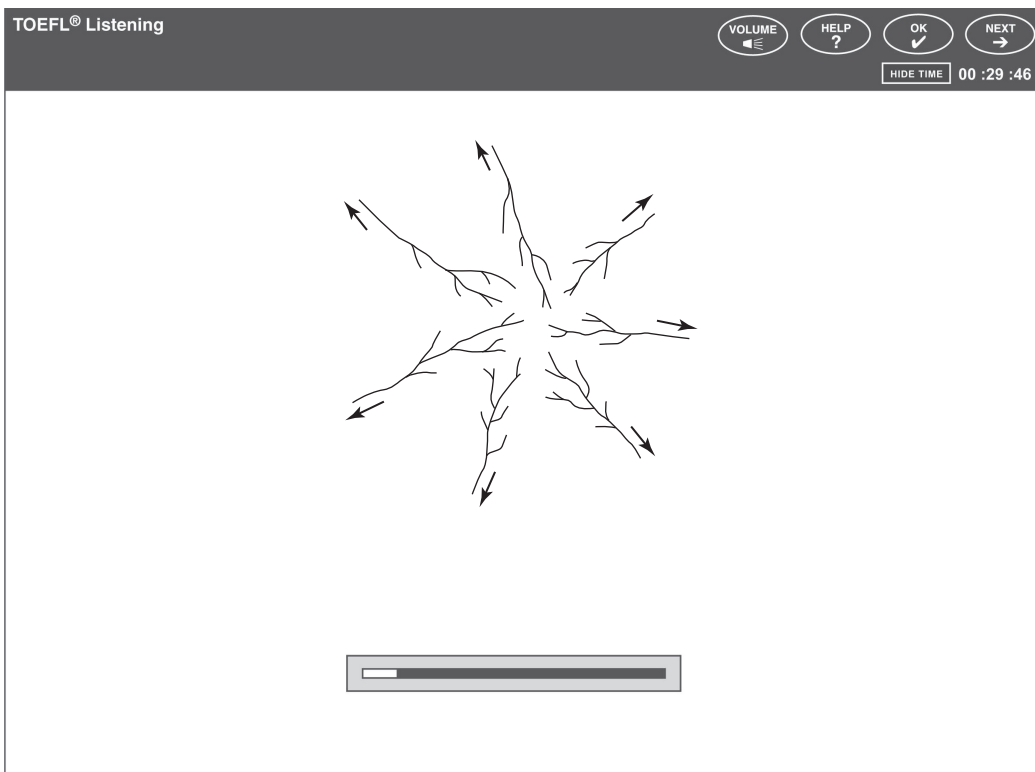 TOEFL® Listening
VOLUME
HELP
?
OK
NEXT
HIDE TIME 00 :29 :46